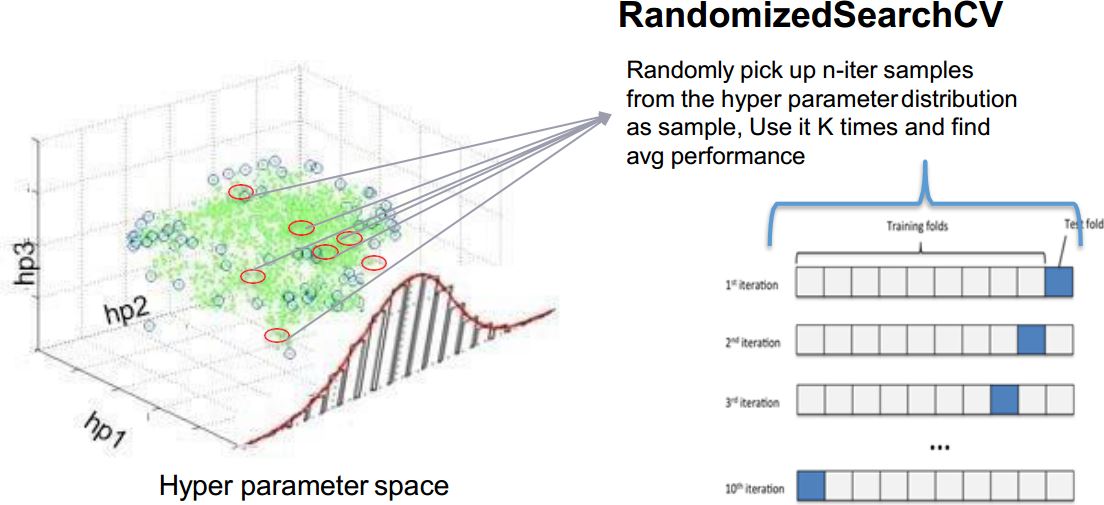 RandomizedSearchCV
Randomly pick up n-iter samples
from the hyper parameter distribution
as sample, Use it K times and find
avg performance
hp3
hp2
hp1
Hyper parameter space
Training folds
Test fold
1st iteration
2nd iteration
3rd iteration
...
10th iteration